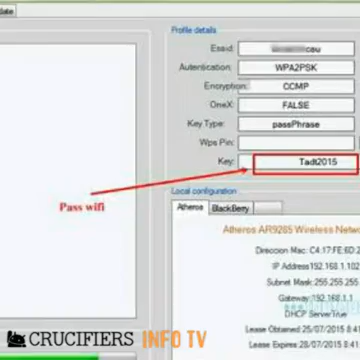 date
Profile details
Essid: cau
Autentication: WPA2PSK
Encryption: CCMP
OneX: FALSE
Key Type: passPhrase
Wps Pin:
Key: Tadt2015
Pass wifi
Local configuration
Atheros BlackBerry
Atheros AR9285 Wireless Netwo
Direccion Mac: C4:17:FE:6D:2
IP Address:192.168.1.102
Subnet Mask:255.255.255
Gateway:192.168.1.1
DHCP Server:True
Lease Obtained:25/07/2015 8:41
Lease Expires:28/07/2015 8:41
CRUCIFIERS INFO TV